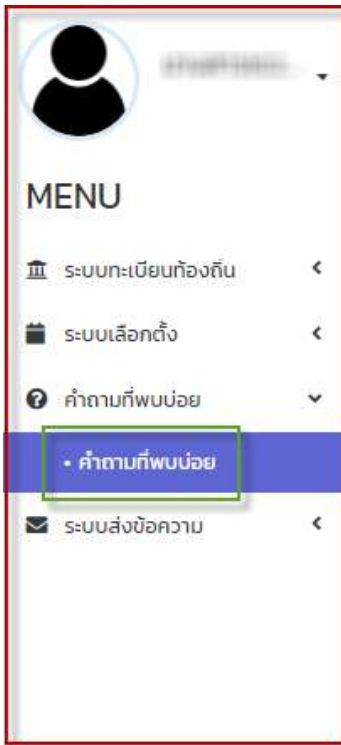 MENU
ระบบทะเบียนท้องถิ่น
ระบบเลือกตั้ง
คำถามที่พบบ่อย
• คำถามที่พบบ่อย
ระบบส่งข้อความ